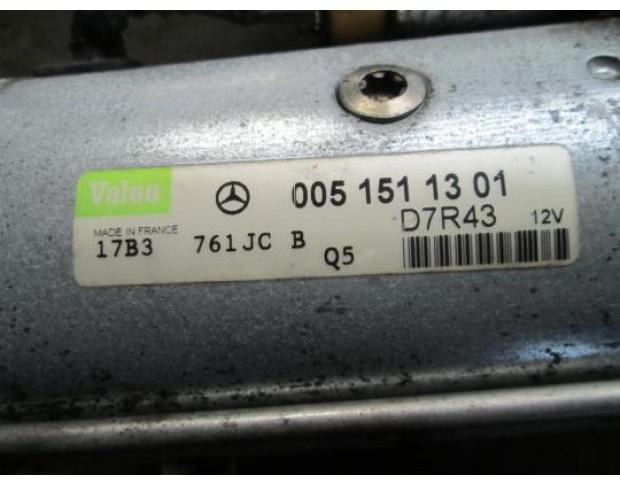 Valeo 005 151 13 01
MADE IN FRANCE D7R43 12V
17B3 761JC B Q5